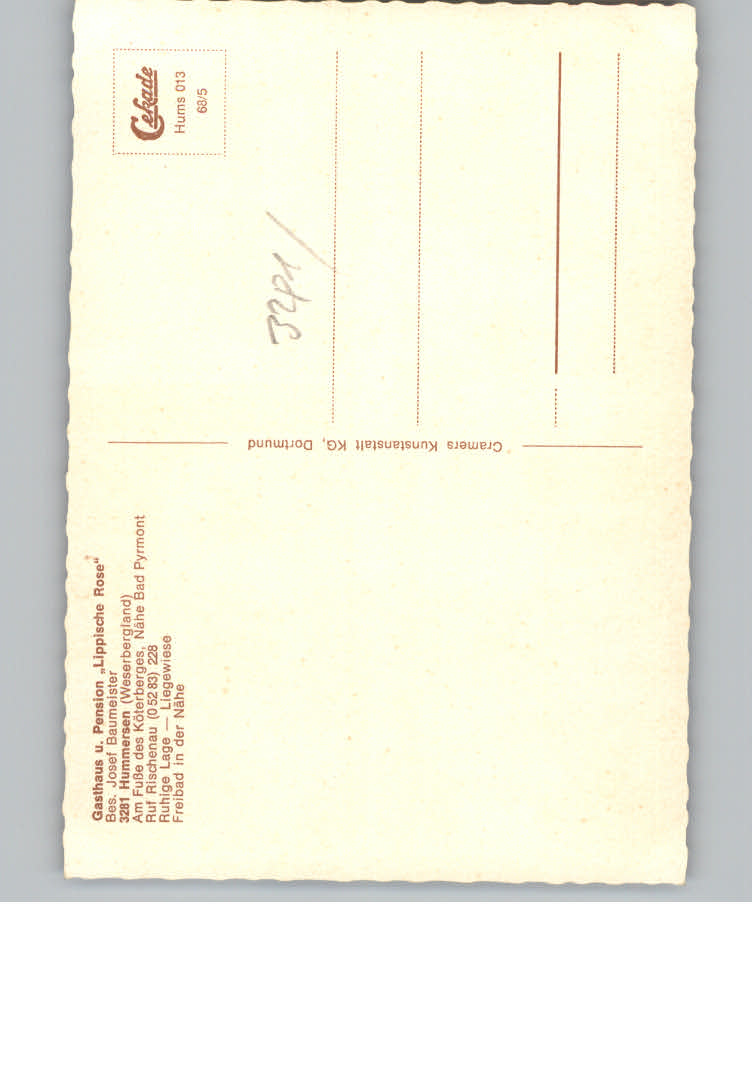 Gasthaus u. Pension „Lippische Rose“
Bes. Josef Baumeister
3281 Hummersen (Weserbergland)
Am Fuße des Köterberges, Nähe Bad Pyrmont
Ruf Rischenau (0 52 83) 228
Ruhige Lage — Liegewiese
Freibad in der Nähe
Cramers Kunstanstalt KG, Dortmund
Cekade
Hums 013
68/5
3281/